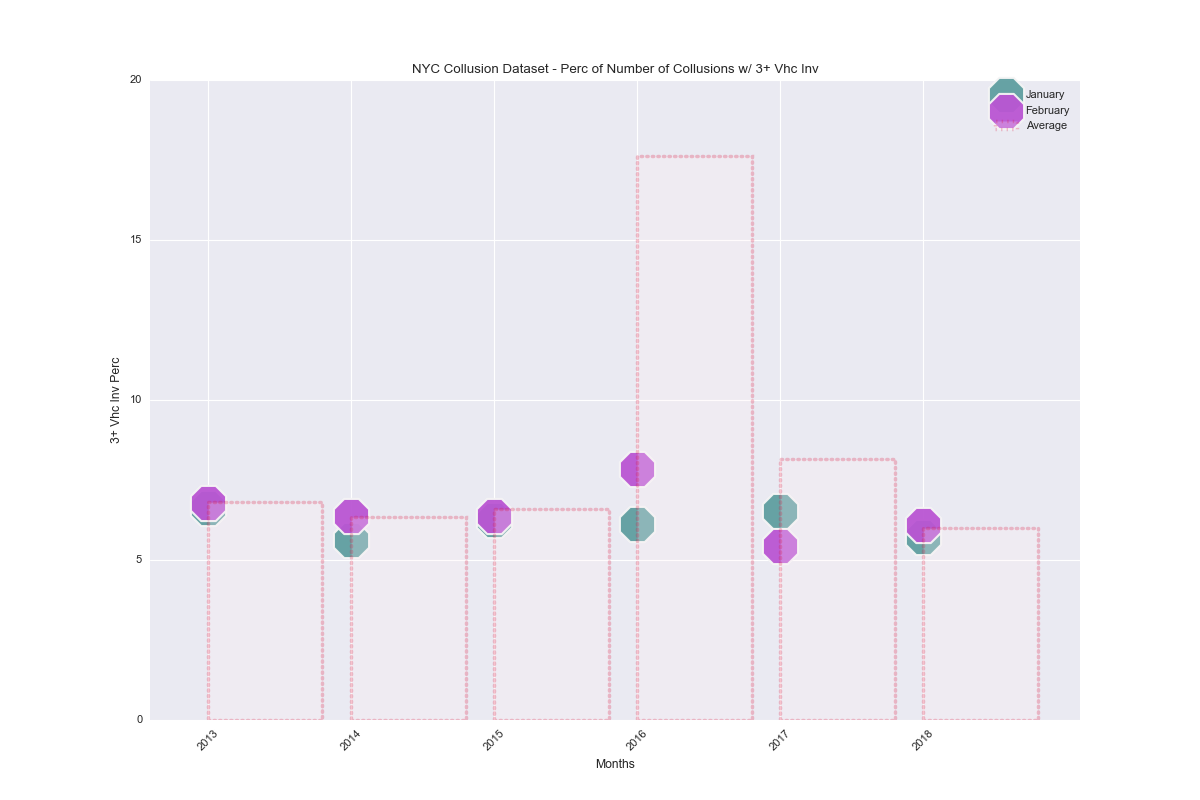 NYC Collusion Dataset - Perc of Number of Collusions w/ 3+ Vhc Inv
January
February
Average
20
15
10
5
0
3+ Vhc Inv Perc
2013
2014
2015
2016
2017
2018
Months